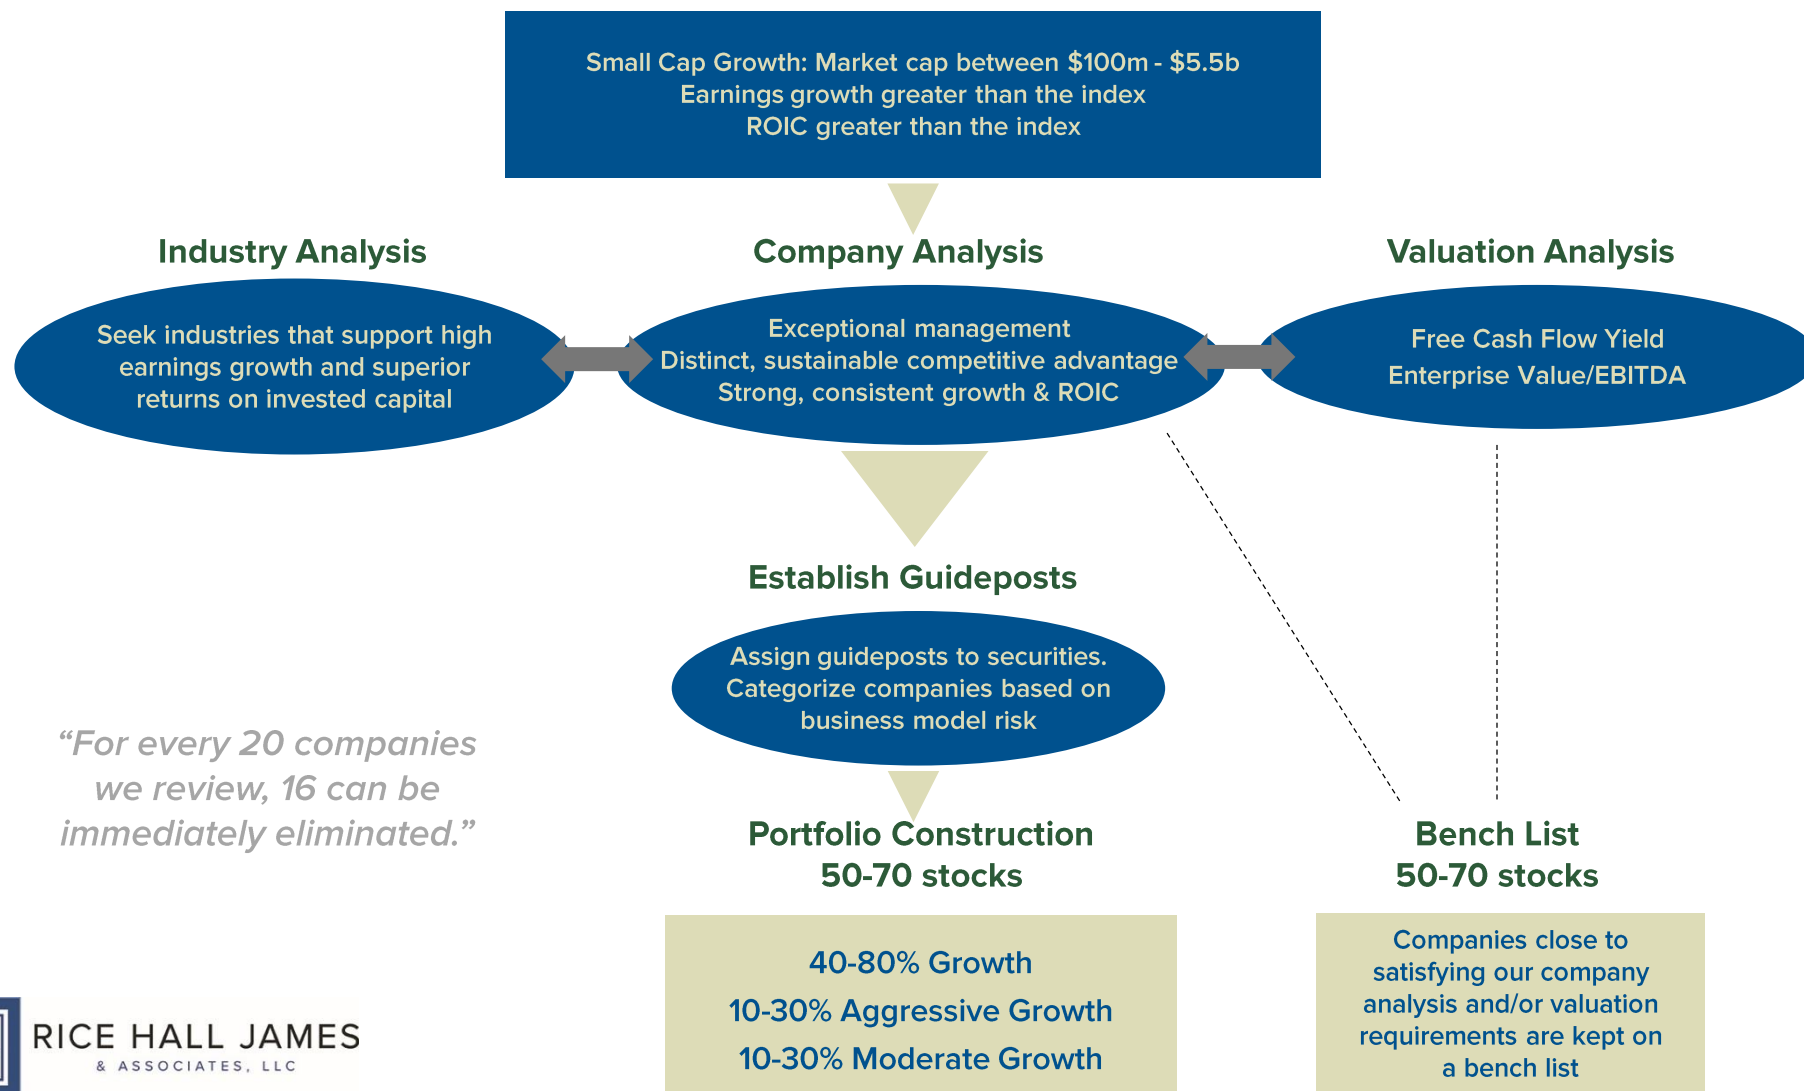 Small Cap Growth: Market cap between $100m - $5.5b
Earnings growth greater than the index
ROIC greater than the index
Industry Analysis
Seek industries that support high
earnings growth and superior
returns on invested capital
Company Analysis
Exceptional management
Distinct, sustainable competitive advantage
Strong, consistent growth & ROIC
Valuation Analysis
Free Cash Flow Yield
Enterprise Value/EBITDA
Establish Guideposts
Assign guideposts to securities.
Categorize companies based on
business model risk
“For every 20 companies
we review, 16 can be
immediately eliminated.”
Portfolio Construction
50-70 stocks
40-80% Growth
10-30% Aggressive Growth
10-30% Moderate Growth
Bench List
50-70 stocks
Companies close to
satisfying our company
analysis and/or valuation
requirements are kept on
a bench list
RICE HALL JAMES
& ASSOCIATES, LLC